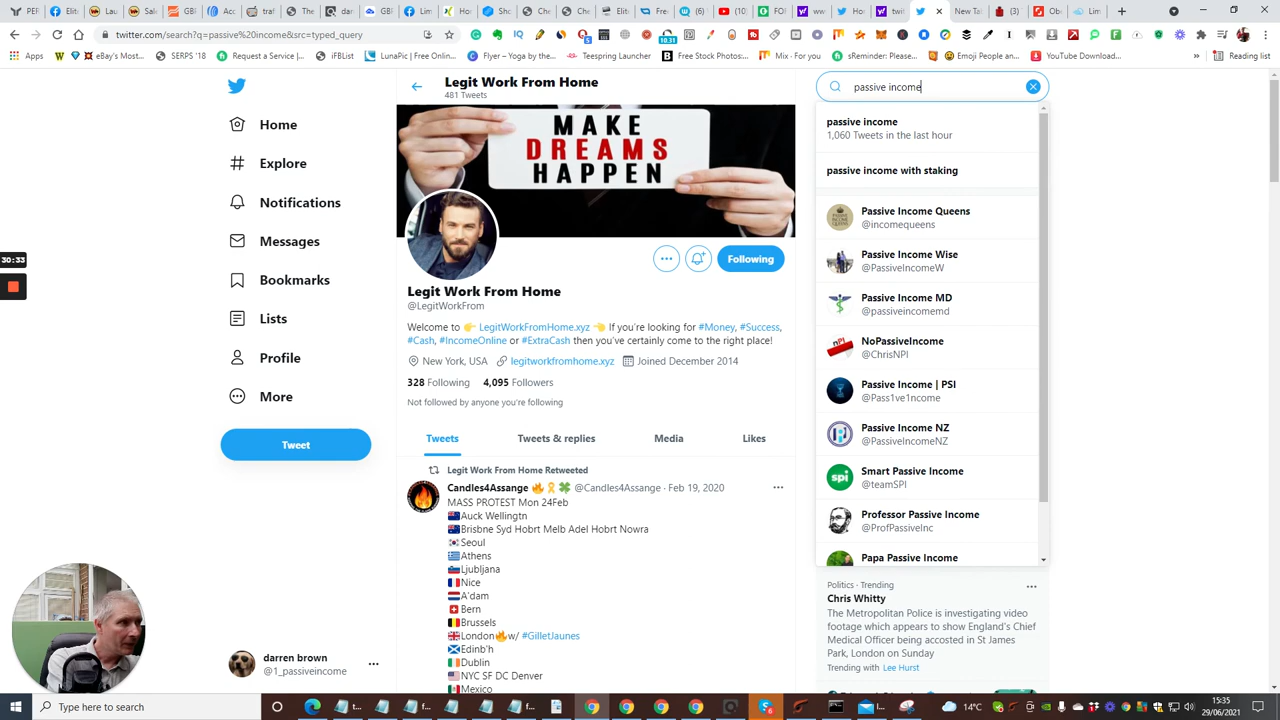 twitter.com/search?q=passive%20income&src=typed_query
10:31
Apps
SERPS '18
Request a Service |
iFlist
LunaPic | Free Onlin...
Flyer – Yoga by the...
Teespring Launcher
Free Stock Photos:...
Mix - For you
sReminder: Please...
Emoji People and...
YouTube Download...
»
Reading list
Legit Work From Home
481 Tweets
MAKE
DREAMS
HAPPEN
Home
Explore
Notifications
Messages
Bookmarks
Lists
Profile
More
Tweet
30:33
Following
Legit Work From Home
@LegitWorkFrom
Welcome to 👉 LegitWorkFromHome.xyz 👈 If you're looking for #Money, #Success,
#Cash, #IncomeOnline or #ExtraCash then you've certainly come to the right place!
New York, USA legitworkfromhome.xyz Joined December 2014
328 Following 4,095 Followers
Not followed by anyone you're following
Tweets Tweets & replies Media Likes
Legit Work From Home Retweeted
Candles4Assange 🔥🎗️🍀 @Candles4Assange · Feb 19, 2020
MASS PROTEST Mon 24Feb
Auck Wellingtn
Brisbne Syd Hobrt Melb Adel Hobrt Nowra
Seoul
Athens
Ljubljana
Nice
A'dam
Bern
Brussels
London🔥w/ #GilletJaunes
Edinb'h
Dublin
NYC SF DC Denver
Mexico
passive income
passive income
1,060 Tweets in the last hour
passive income with staking
Passive Income Queens
@incomequeens
Passive Income Wise
@PassiveIncomeW
Passive Income MD
@passiveincomemd
NoPassiveIncome
@ChrisNPI
Passive Income | PSI
@Pass1ve1ncome
Passive Income NZ
@PassiveIncomeNZ
spi
Smart Passive Income
@teamSPI
Professor Passive Income
@ProfPassiveInc
Papa Passive Income
Politics · Trending
Chris Whitty
The Metropolitan Police is investigating video
footage which appears to show England's Chief
Medical Officer being accosted in St James
Park, London on Sunday
Trending with Lee Hurst
darren brown
@1_passiveincome
Type here to search
14°C
15:35
29/06/2021